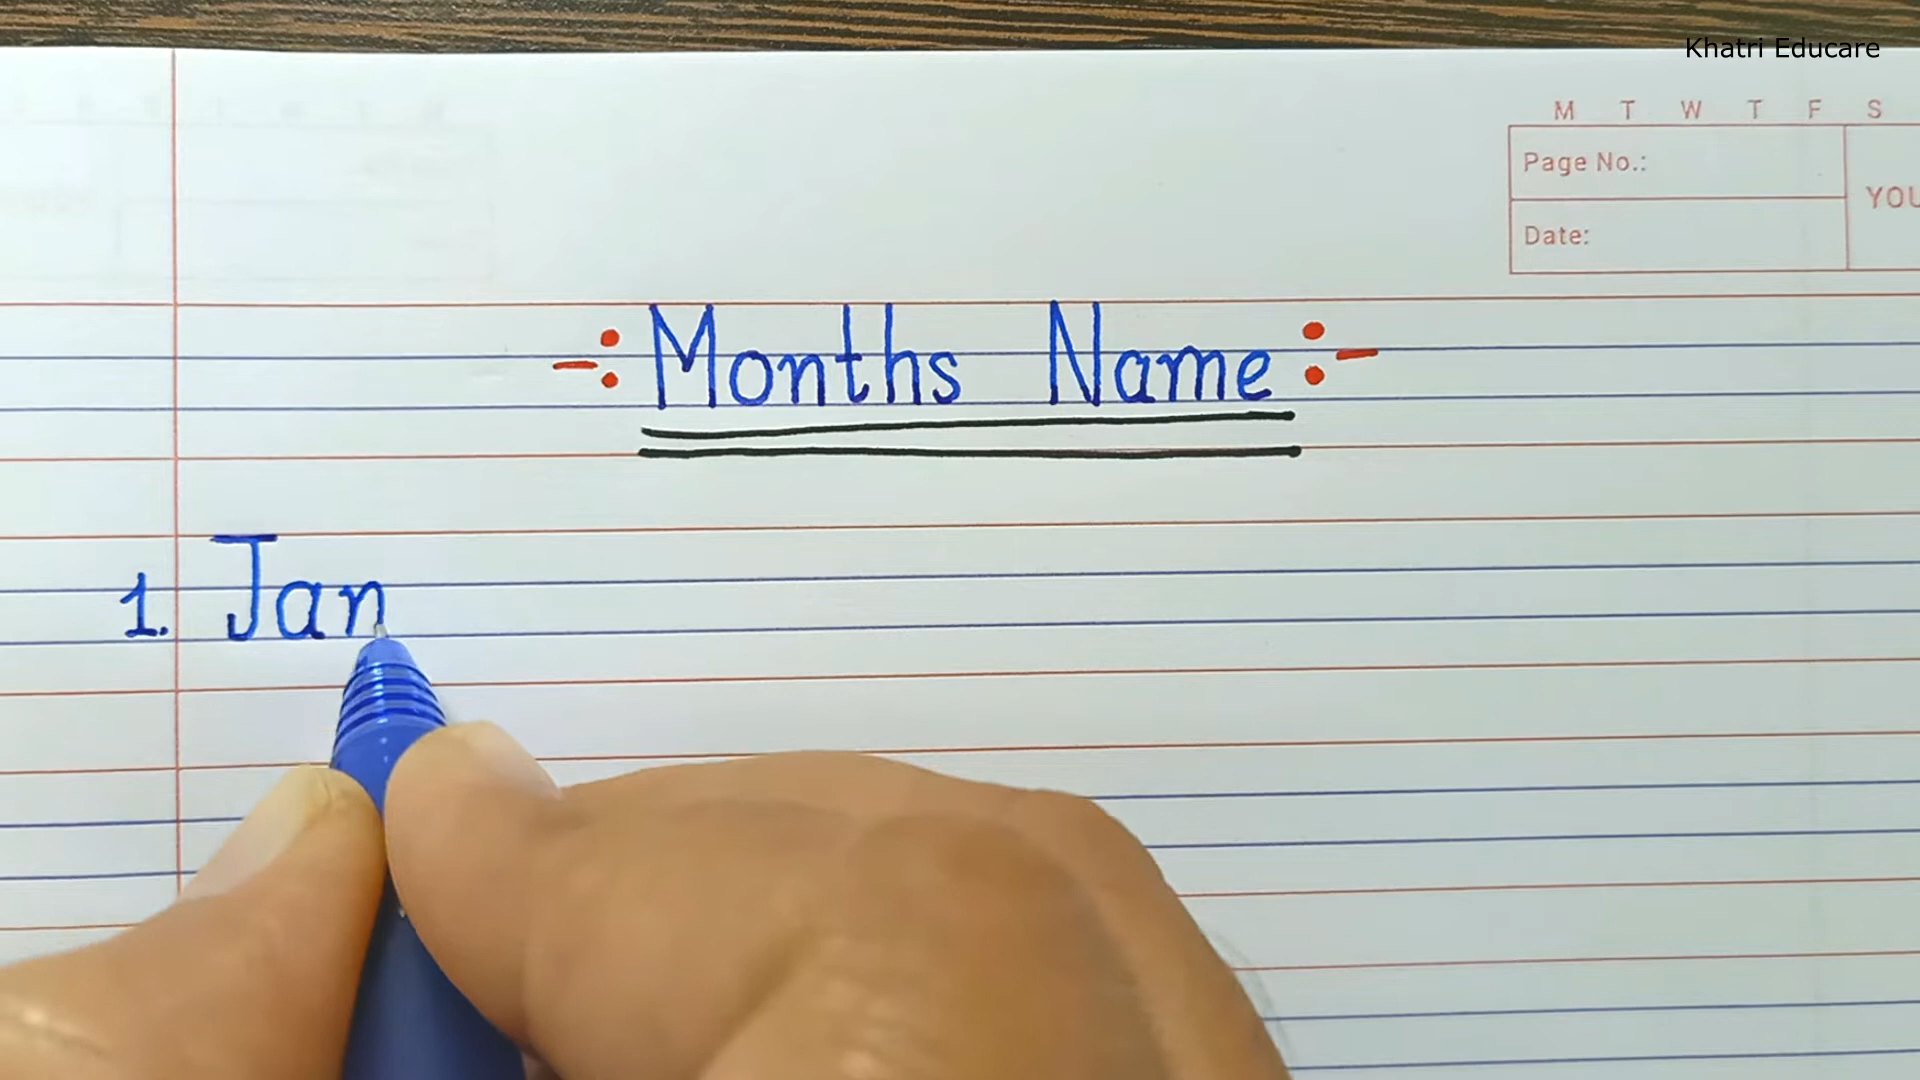 Khatri Educare
M T W T F S
Page No.:
YOU
Date:
-: Months Name :-
1. Jan